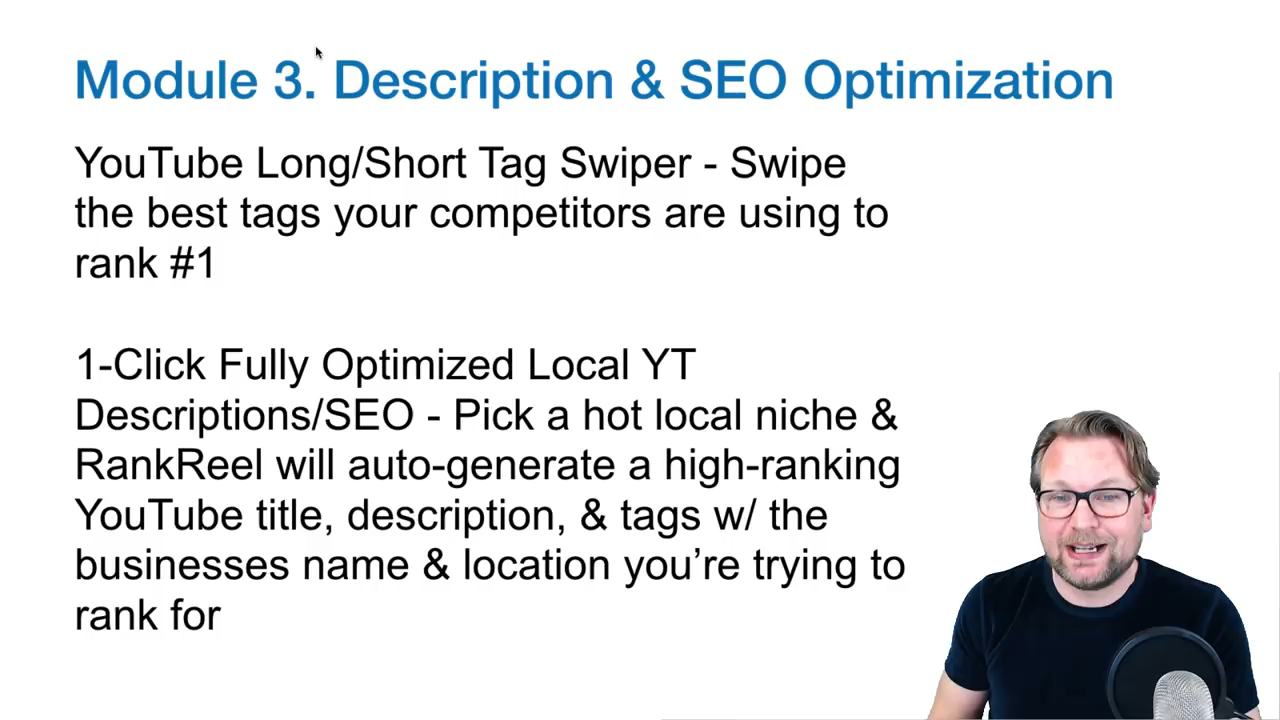 Module 3. Description & SEO Optimization
YouTube Long/Short Tag Swiper - Swipe
the best tags your competitors are using to
rank #1
1-Click Fully Optimized Local YT
Descriptions/SEO - Pick a hot local niche &
RankReel will auto-generate a high-ranking
YouTube title, description, & tags w/ the
businesses name & location you’re trying to
rank for